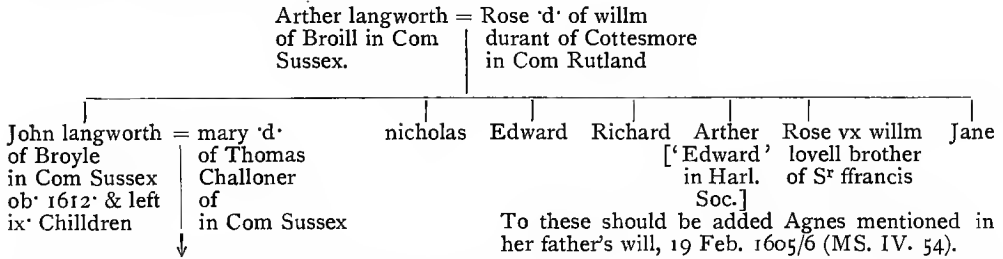 Arther langworth = Rose ·d· of willm
of Broill in Com durant of Cottesmore
Sussex. in Com Rutland
John langworth = mary ·d· nicholas Edward Richard Arther Rose vx willm Jane
of Broyle of Thomas ['Edward' lovell brother
in Com Sussex Challoner in Harl. of Sʳ ffrancis
ob· 1612· & left of Soc.]
ix· Chilldren in Com Sussex To these should be added Agnes mentioned in
her father's will, 19 Feb. 1605/6 (MS. IV. 54).